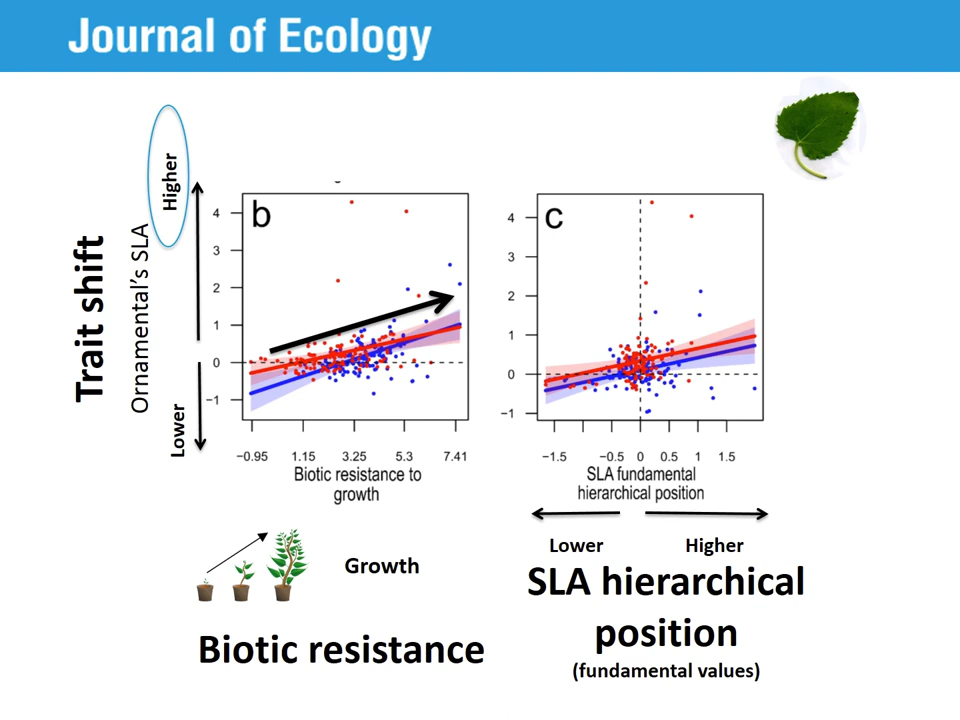 Journal of Ecology
Trait shift
Ornamental's SLA
Higher
Lower
b
4
3
2
1
0
−1
−0.95 1.15 3.25 5.3 7.41
Biotic resistance to
growth
Growth
Biotic resistance
c
4
3
2
1
0
−1
−1.5 −0.5 0 0.5 1 1.5
SLA fundamental
hierarchical position
Lower Higher
SLA hierarchical
position
(fundamental values)